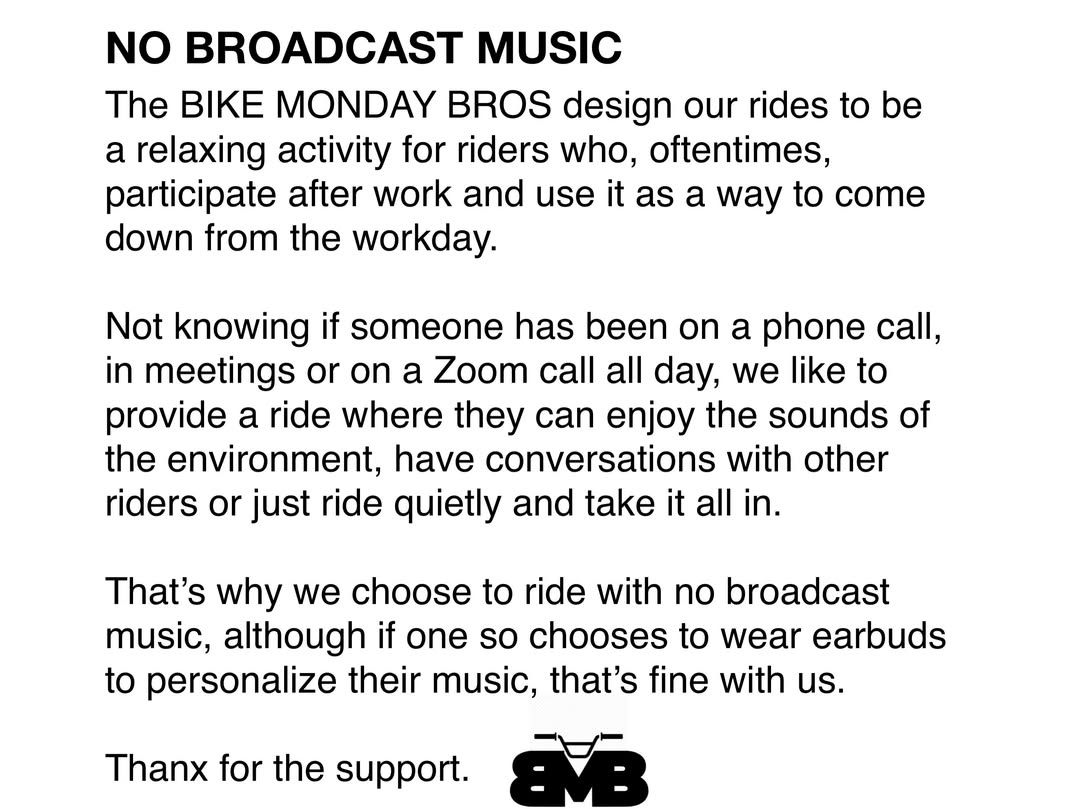 NO BROADCAST MUSIC
The BIKE MONDAY BROS design our rides to be
a relaxing activity for riders who, oftentimes,
participate after work and use it as a way to come
down from the workday.
Not knowing if someone has been on a phone call,
in meetings or on a Zoom call all day, we like to
provide a ride where they can enjoy the sounds of
the environment, have conversations with other
riders or just ride quietly and take it all in.
That’s why we choose to ride with no broadcast
music, although if one so chooses to wear earbuds
to personalize their music, that’s fine with us.
Thanx for the support.
BMB